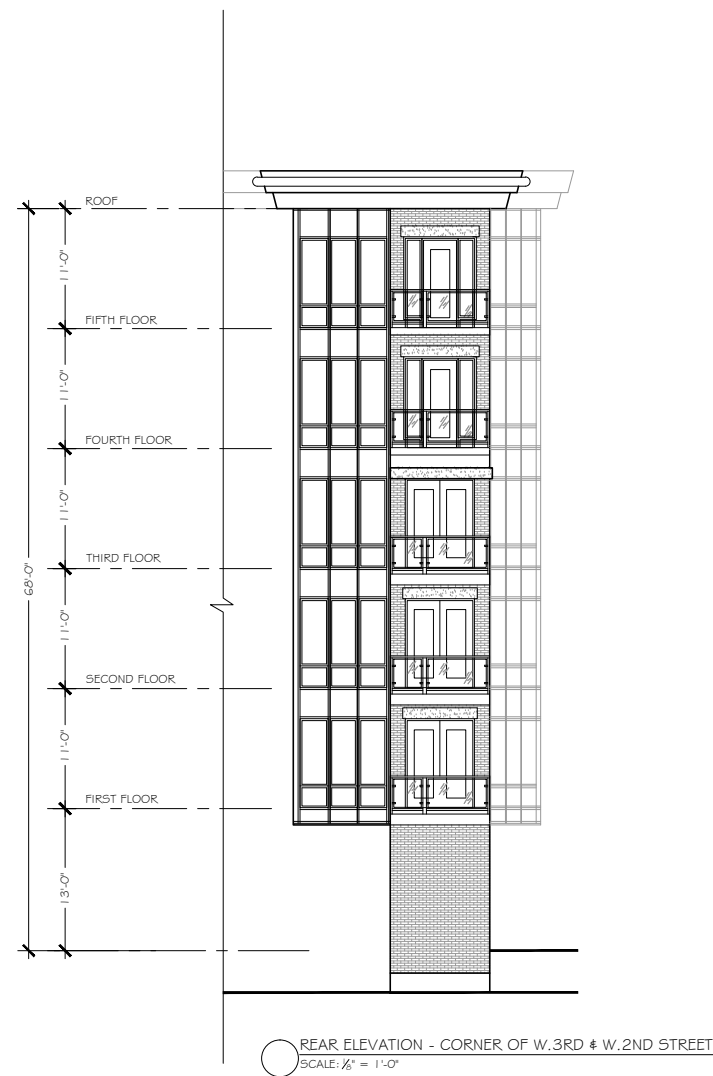 ROOF
11'-0"
FIFTH FLOOR
11'-0"
FOURTH FLOOR
11'-0"
THIRD FLOOR
68'-0"
11'-0"
SECOND FLOOR
11'-0"
FIRST FLOOR
13'-0"
REAR ELEVATION - CORNER OF W.3RD & W.2ND STREET
SCALE: ⅛" = 1'-0"